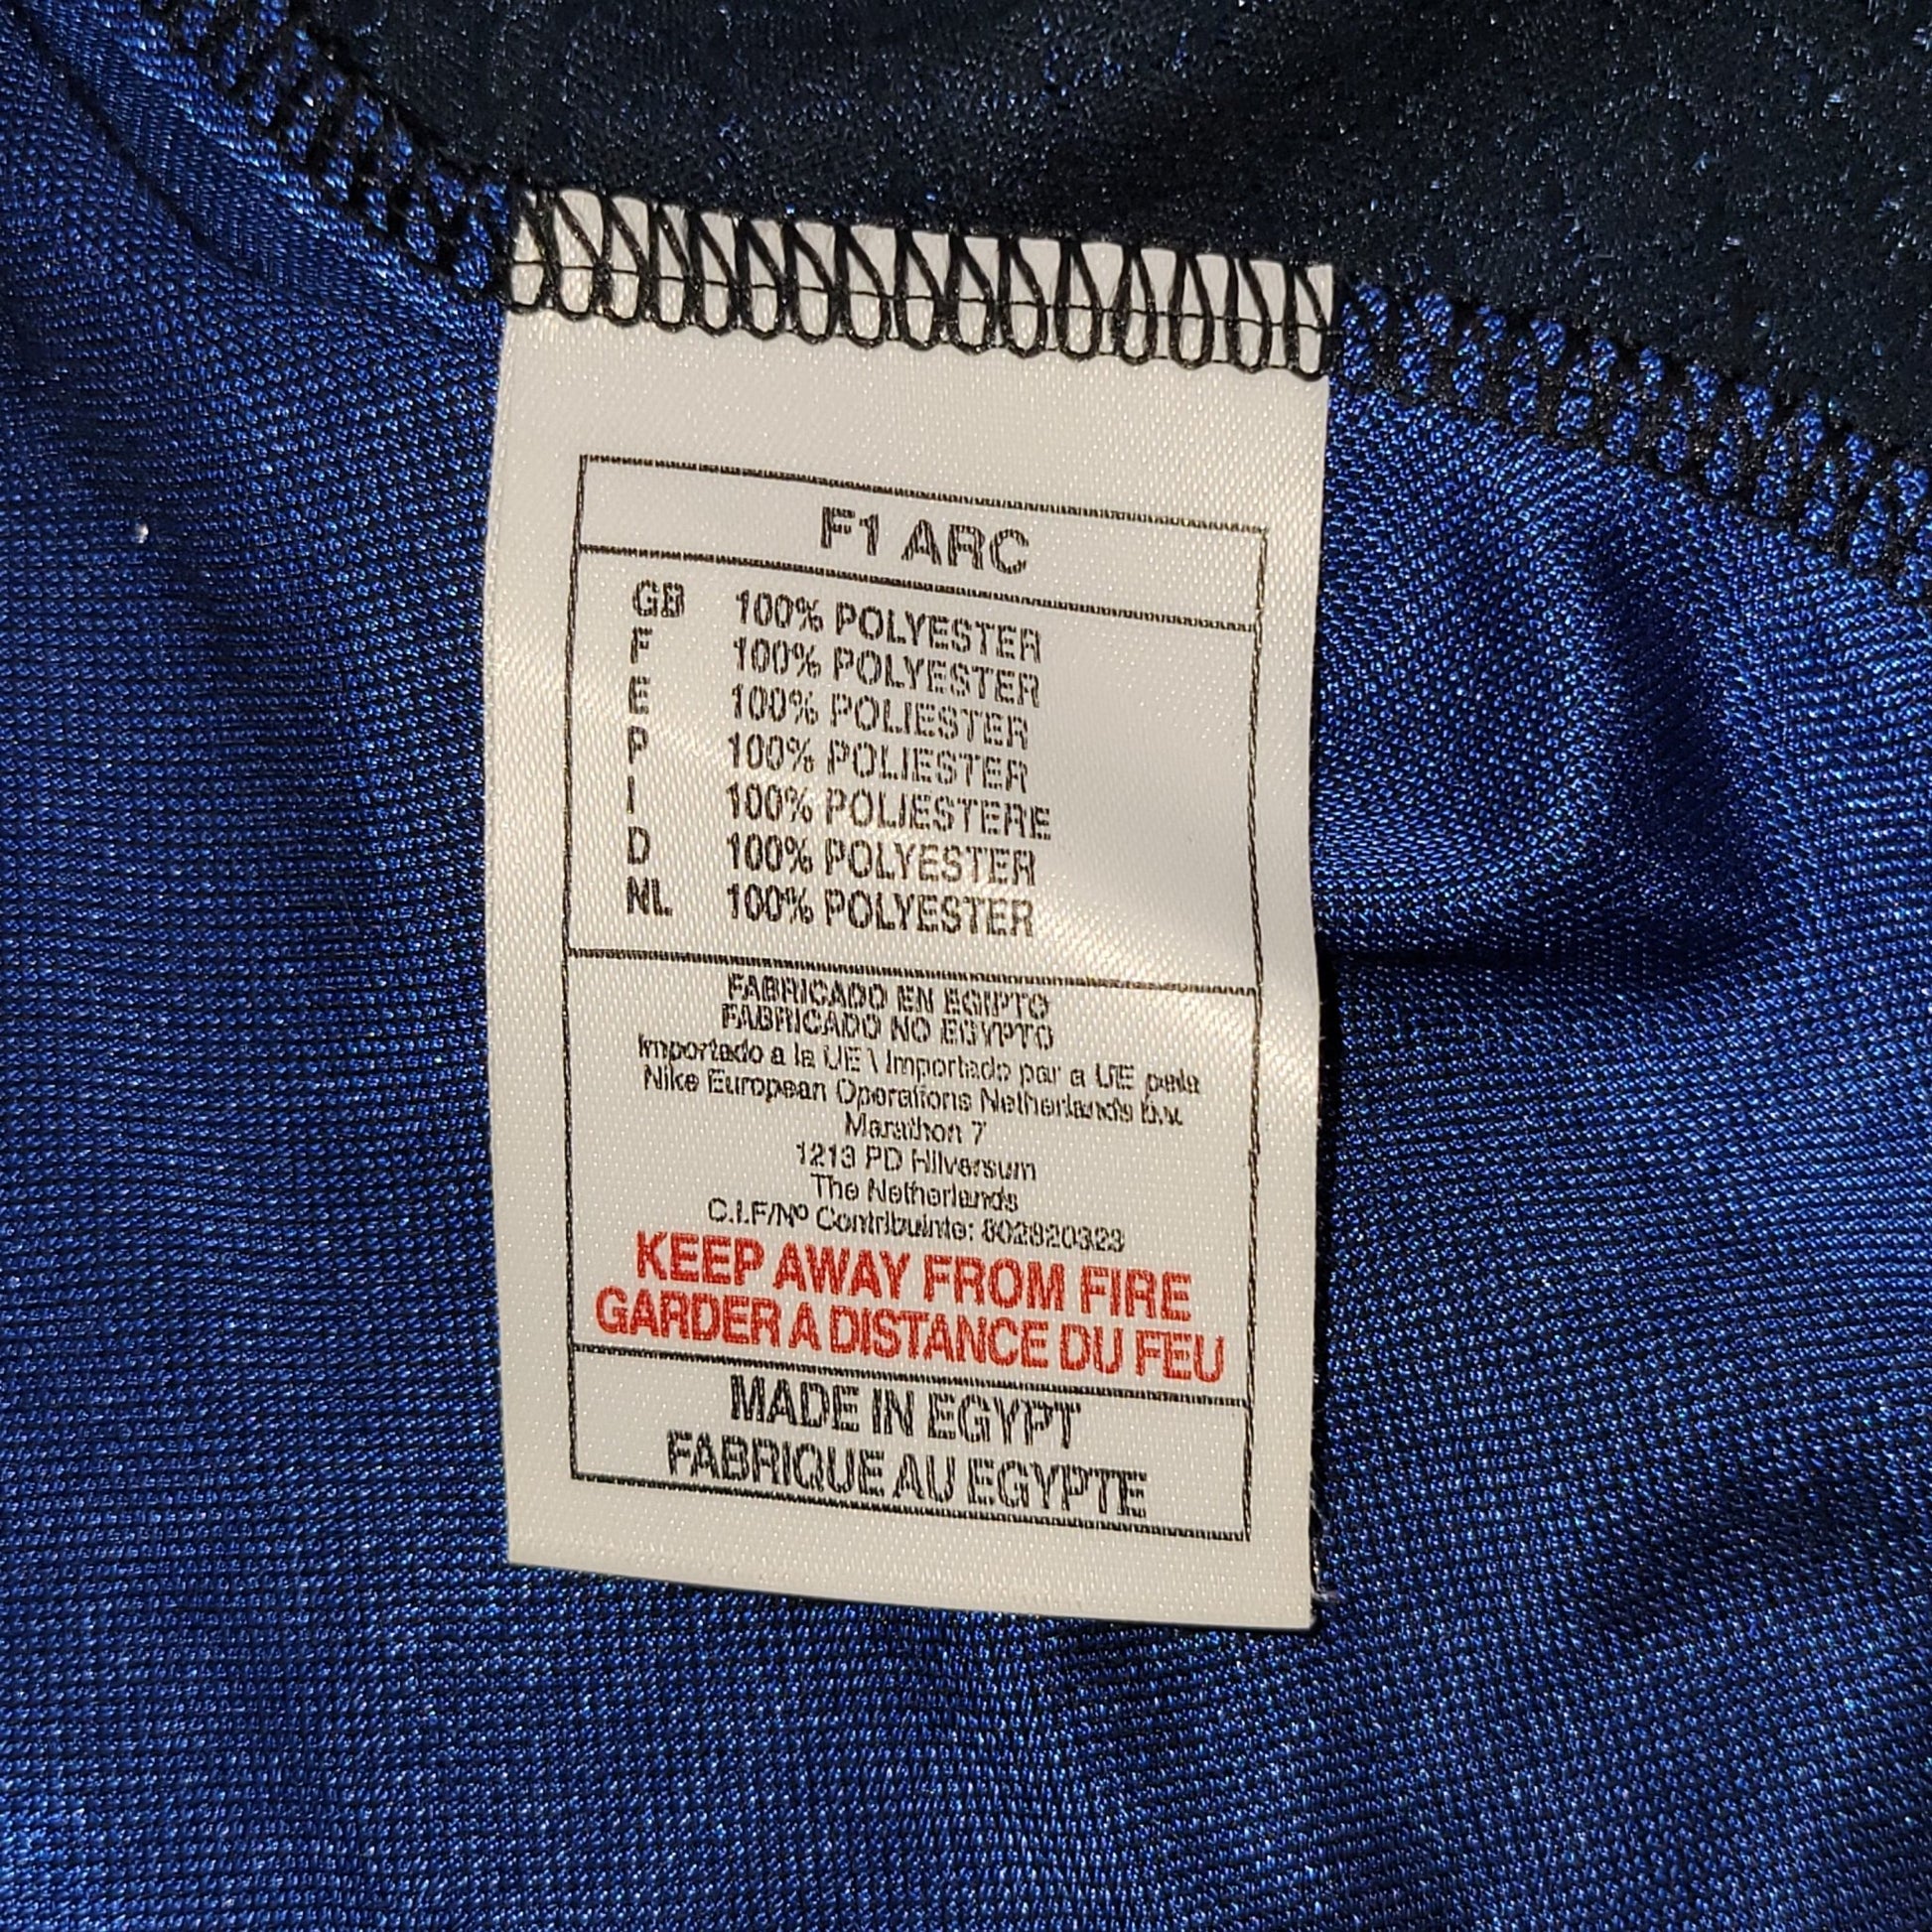 F1 ARC
GB 100% POLYESTER
F 100% POLYESTER
E 100% POLIESTER
P 100% POLIESTER
I 100% POLIESTERE
D 100% POLYESTER
NL 100% POLYESTER
FABRICADO EN EGIPTO
FABRICADO NO EGYPTO
Importado a la UE \ Importado par a UE pela
Nike European Operations Netherlands b.v.
Marathon 7
1213 PD Hilversum
The Netherlands
C.I.F/Nº Contribuinte: 802820323
KEEP AWAY FROM FIRE
GARDER A DISTANCE DU FEU
MADE IN EGYPT
FABRIQUE AU EGYPTE